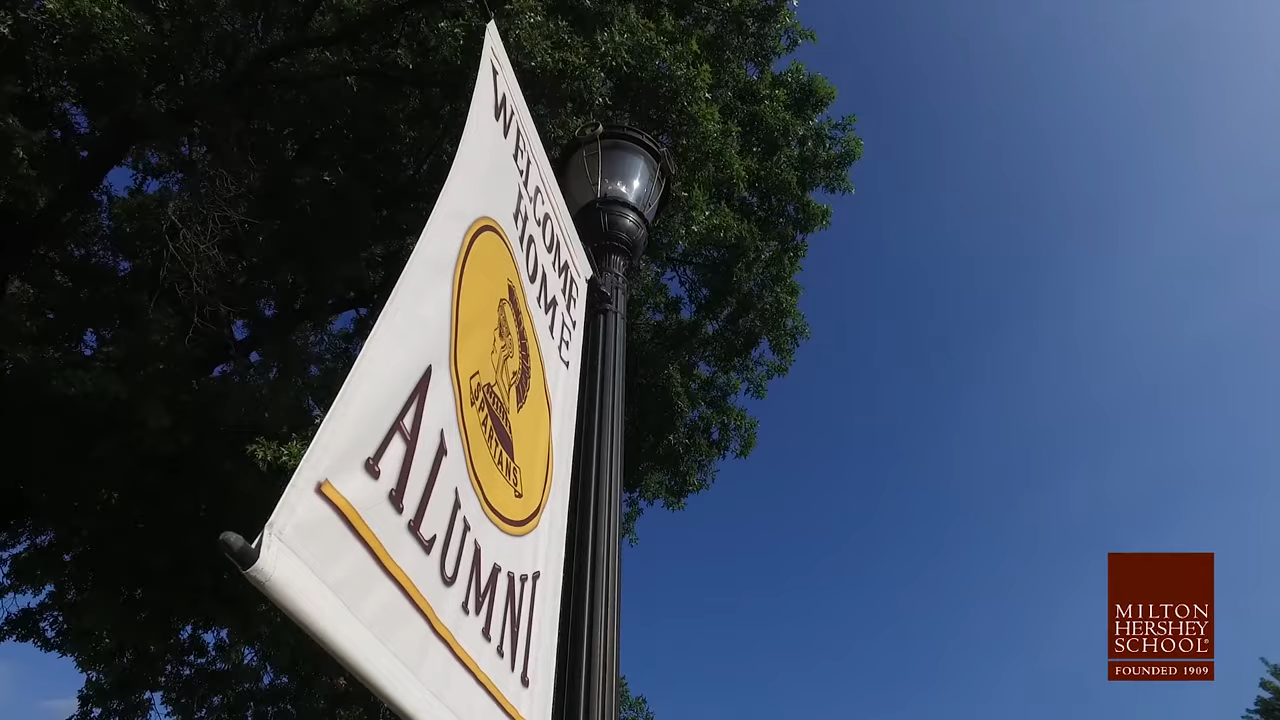 WELCOME
HOME
SPARTANS
ALUMNI
MILTON
HERSHEY
SCHOOL®
FOUNDED 1909